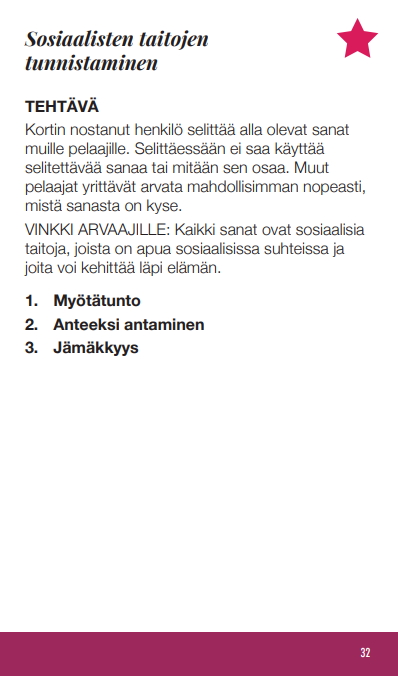 Sosiaalisten taitojen
tunnistaminen
TEHTÄVÄ
Kortin nostanut henkilö selittää alla olevat sanat
muille pelaajille. Selittäessään ei saa käyttää
selitettävää sanaa tai mitään sen osaa. Muut
pelaajat yrittävät arvata mahdollisimman nopeasti,
mistä sanasta on kyse.
VINKKI ARVAAJILLE: Kaikki sanat ovat sosiaalisia
taitoja, joista on apua sosiaalisissa suhteissa ja
joita voi kehittää läpi elämän.
1. Myötätunto
2. Anteeksi antaminen
3. Jämäkkyys
32